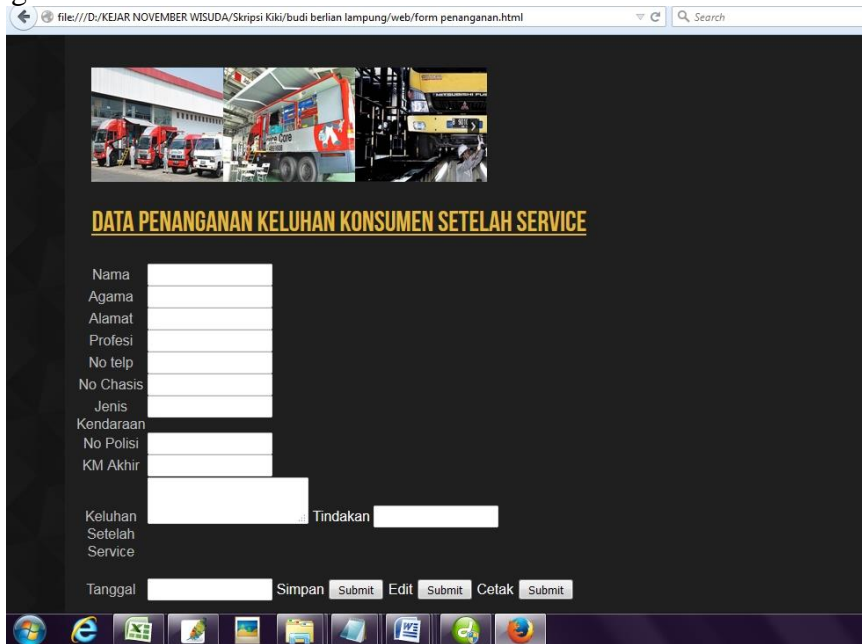 file:///D:/KEJAR NOVEMBER WISUDA/Skripsi Kiki/budi berlian lampung/web/form penanganan.html
Search
DATA PENANGANAN KELUHAN KONSUMEN SETELAH SERVICE
Nama
Agama
Alamat
Profesi
No telp
No Chasis
Jenis
Kendaraan
No Polisi
KM Akhir
Keluhan Tindakan
Setelah
Service
Tanggal Simpan Submit Edit Submit Cetak Submit